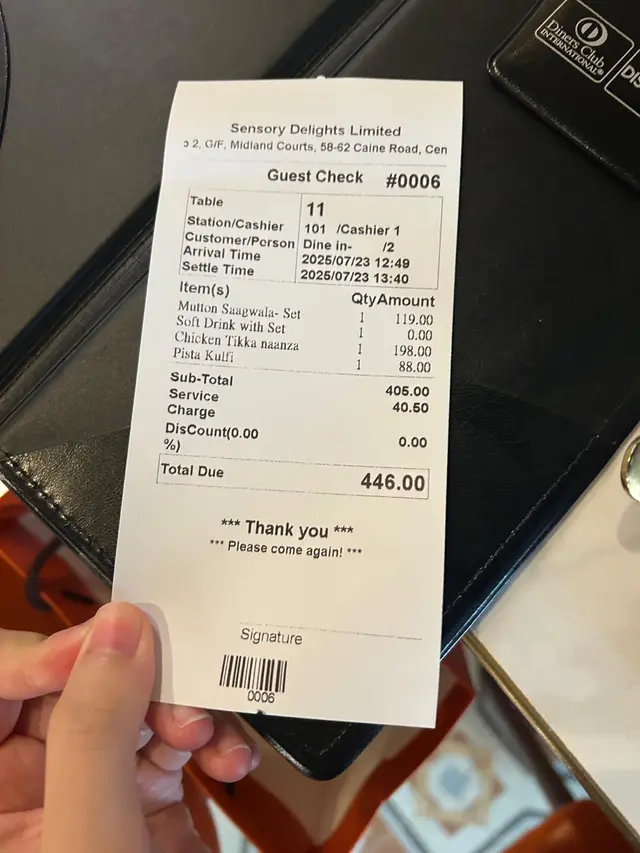 Diners Club
INTERNATIONAL®
DIS
Sensory Delights Limited
2, G/F, Midland Courts, 58-62 Caine Road, Cen
Guest Check #0006
Table 11
Station/Cashier 101 /Cashier 1
Customer/Person Dine in- /2
Arrival Time 2025/07/23 12:49
Settle Time 2025/07/23 13:40
Item(s) Qty Amount
Mutton Saagwala- Set 1 119.00
Soft Drink with Set 1 0.00
Chicken Tikka naanza 1 198.00
Pista Kulfi 1 88.00
Sub-Total 405.00
Service 40.50
Charge
DisCount(0.00 0.00
%)
Total Due 446.00
*** Thank you ***
*** Please come again! ***
Signature
0006